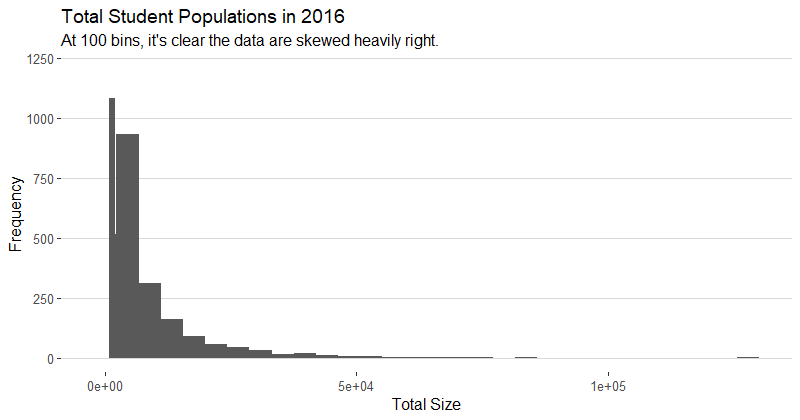 Total Student Populations in 2016
At 100 bins, it's clear the data are skewed heavily right.
1250
1000
750
500
250
0
Frequency
0e+00 5e+04 1e+05
Total Size